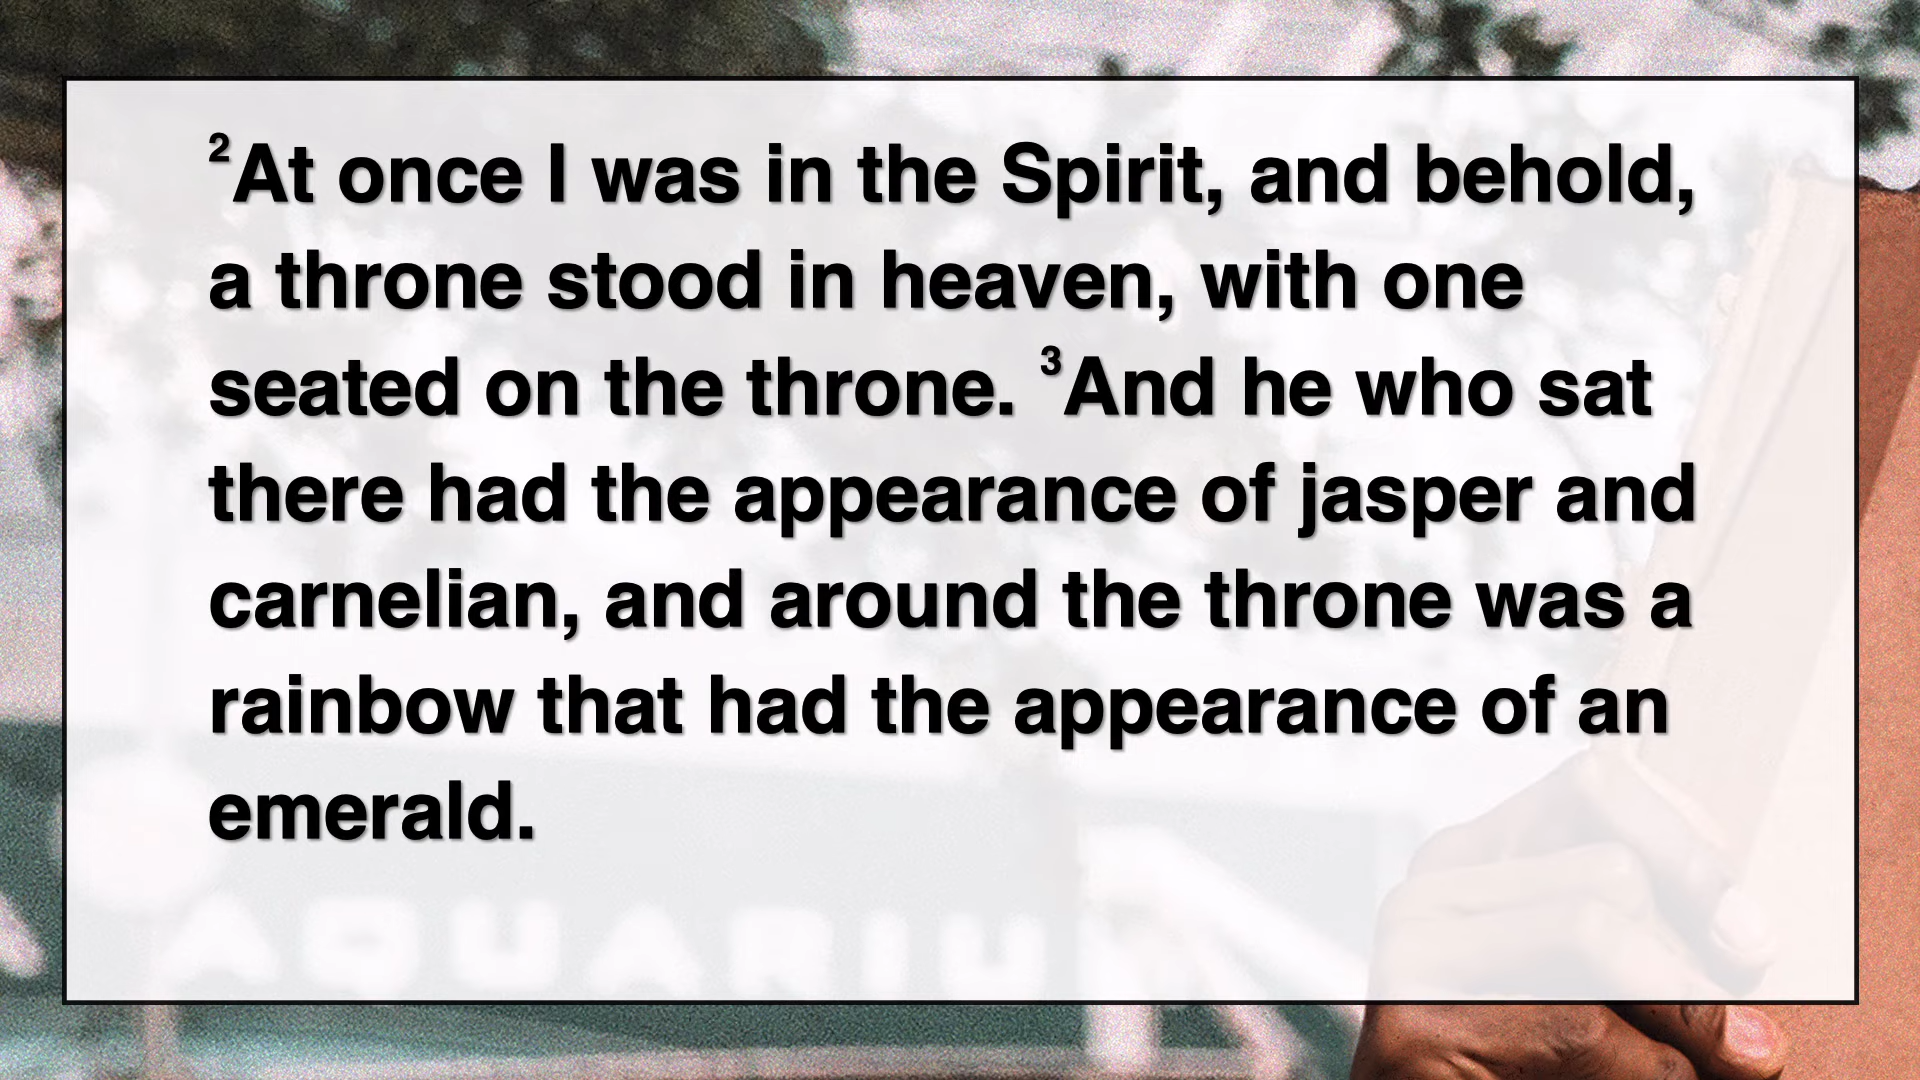 ²At once I was in the Spirit, and behold,
a throne stood in heaven, with one
seated on the throne. ³And he who sat
there had the appearance of jasper and
carnelian, and around the throne was a
rainbow that had the appearance of an
emerald.
AQUARIU